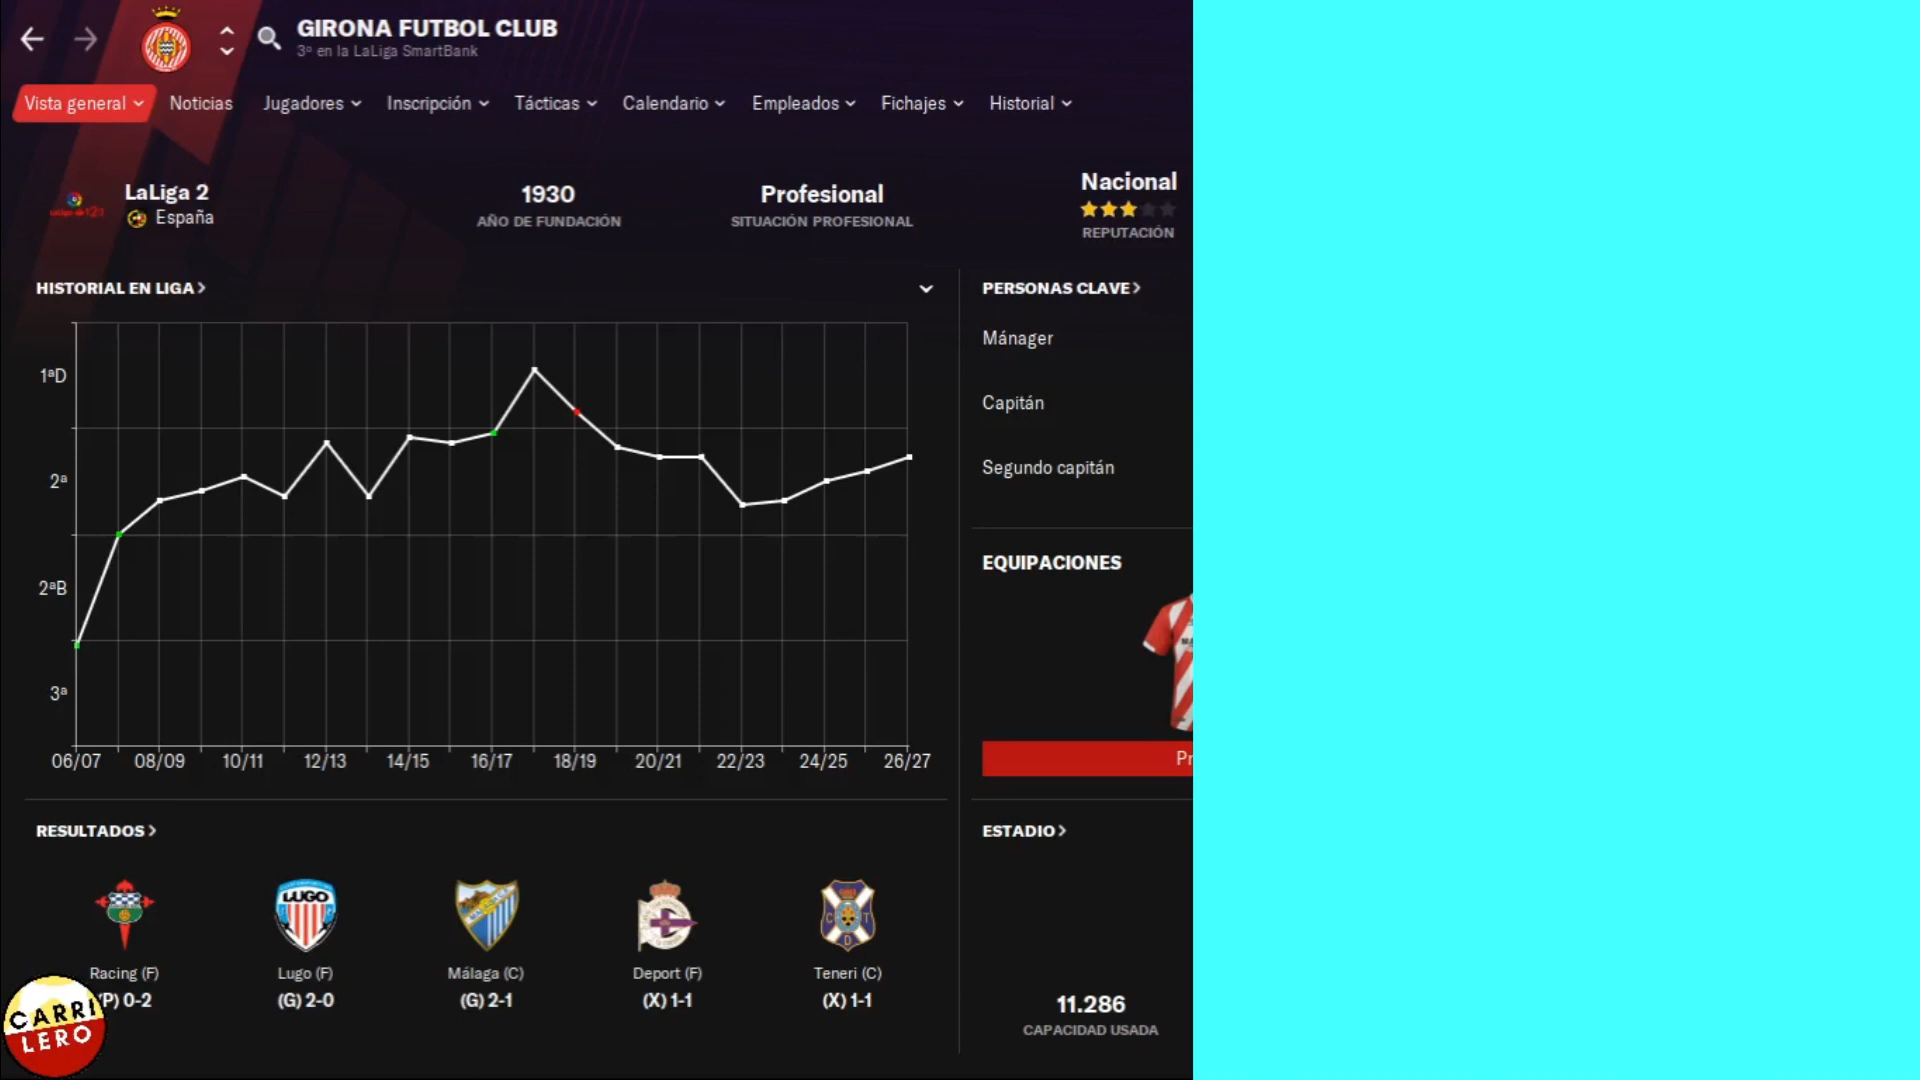 GIRONA FUTBOL CLUB
3º en la LaLiga SmartBank
Vista general
Noticias
Jugadores
Inscripción
Tácticas
Calendario
Empleados
Fichajes
Historial
LaLiga 2
España
1930
AÑO DE FUNDACIÓN
Profesional
SITUACIÓN PROFESIONAL
Nacional
REPUTACIÓN
HISTORIAL EN LIGA
1ªD
2ª
2ªB
3ª
06/07 08/09 10/11 12/13 14/15 16/17 18/19 20/21 22/23 24/25 26/27
PERSONAS CLAVE
Mánager
Capitán
Segundo capitán
EQUIPACIONES
Pr
RESULTADOS
LUGO
Racing (F) Lugo (F) Málaga (C) Deport (F) Teneri (C)
(P) 0-2 (G) 2-0 (G) 2-1 (X) 1-1 (X) 1-1
ESTADIO
11.286
CAPACIDAD USADA
CARRI
LERO